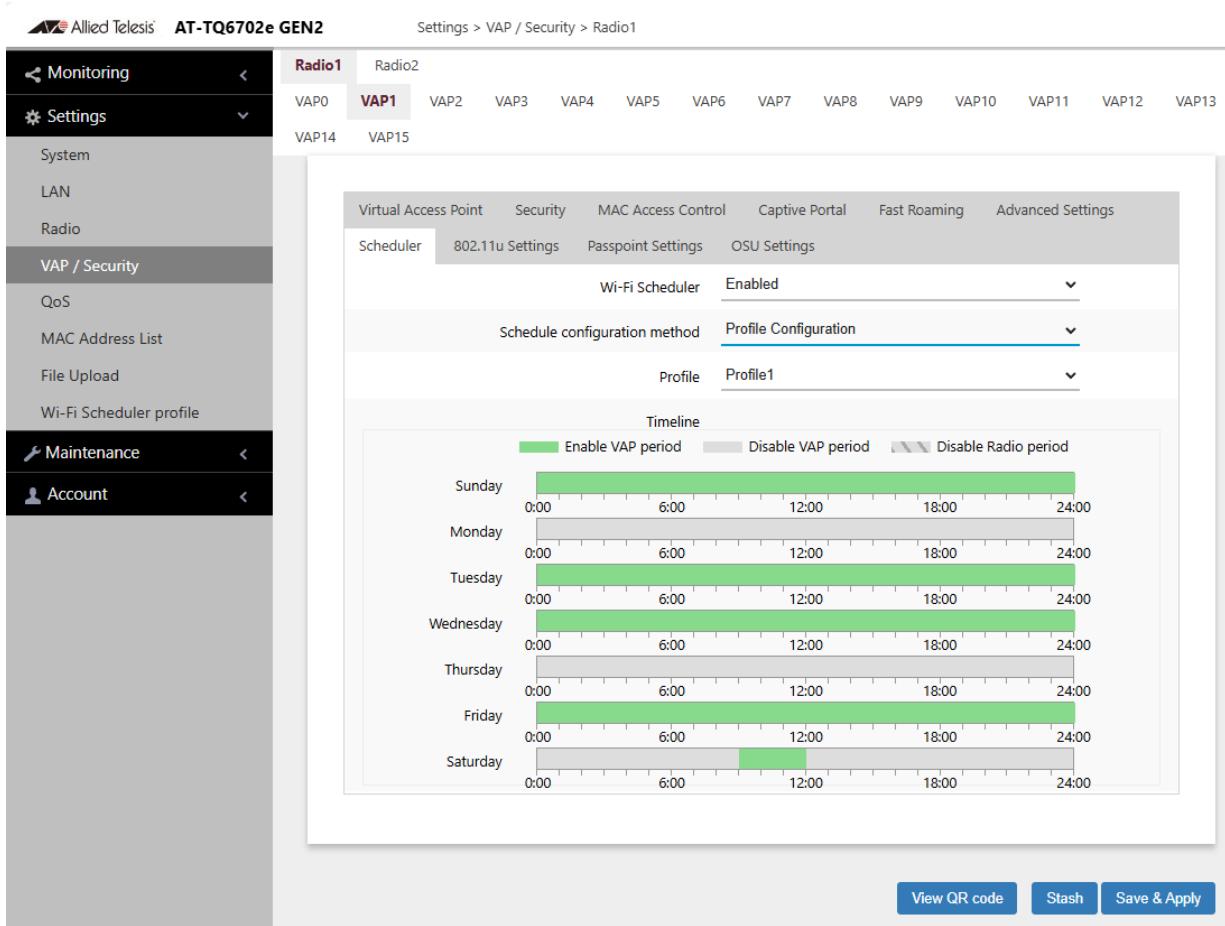 Allied Telesis AT-TQ6702e GEN2 Settings > VAP / Security > Radio1
Monitoring
Settings
System
LAN
Radio
VAP / Security
QoS
MAC Address List
File Upload
Wi-Fi Scheduler profile
Maintenance
Account
Radio1 Radio2
VAP0 VAP1 VAP2 VAP3 VAP4 VAP5 VAP6 VAP7 VAP8 VAP9 VAP10 VAP11 VAP12 VAP13
VAP14 VAP15
Virtual Access Point Security MAC Access Control Captive Portal Fast Roaming Advanced Settings
Scheduler 802.11u Settings Passpoint Settings OSU Settings
Wi-Fi Scheduler Enabled
Schedule configuration method Profile Configuration
Profile Profile1
Timeline
Enable VAP period Disable VAP period Disable Radio period
Sunday
0:00 6:00 12:00 18:00 24:00
Monday
0:00 6:00 12:00 18:00 24:00
Tuesday
0:00 6:00 12:00 18:00 24:00
Wednesday
0:00 6:00 12:00 18:00 24:00
Thursday
0:00 6:00 12:00 18:00 24:00
Friday
0:00 6:00 12:00 18:00 24:00
Saturday
0:00 6:00 12:00 18:00 24:00
View QR code Stash Save & Apply